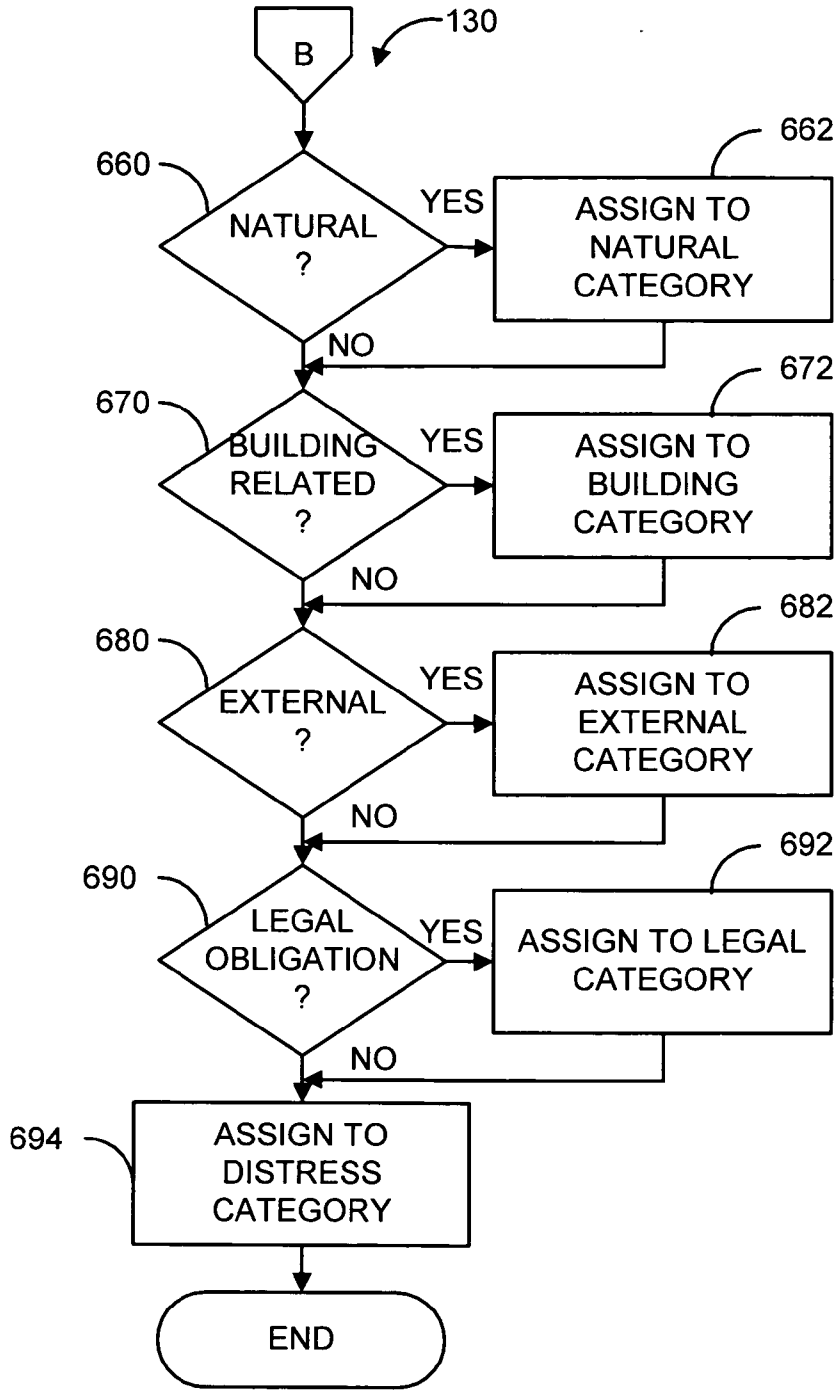 130
B
660
NATURAL
?
YES
662
ASSIGN TO
NATURAL
CATEGORY
NO
670
BUILDING
RELATED
?
YES
672
ASSIGN TO
BUILDING
CATEGORY
NO
680
EXTERNAL
?
YES
682
ASSIGN TO
EXTERNAL
CATEGORY
NO
690
LEGAL
OBLIGATION
?
YES
692
ASSIGN TO LEGAL
CATEGORY
NO
694
ASSIGN TO
DISTRESS
CATEGORY
END